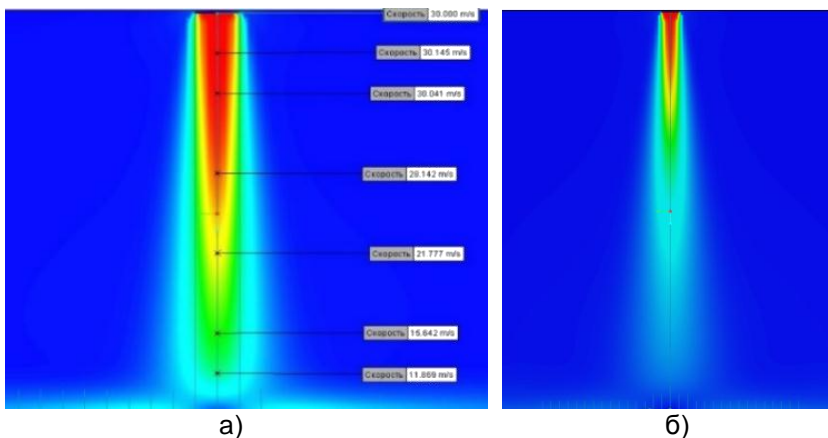 Скорость 30.000 m/s
Скорость 30.145 m/s
Скорость 30.041 m/s
Скорость 28.142 m/s
Скорость 21.777 m/s
Скорость 15.642 m/s
Скорость 11.869 m/s
а) б)